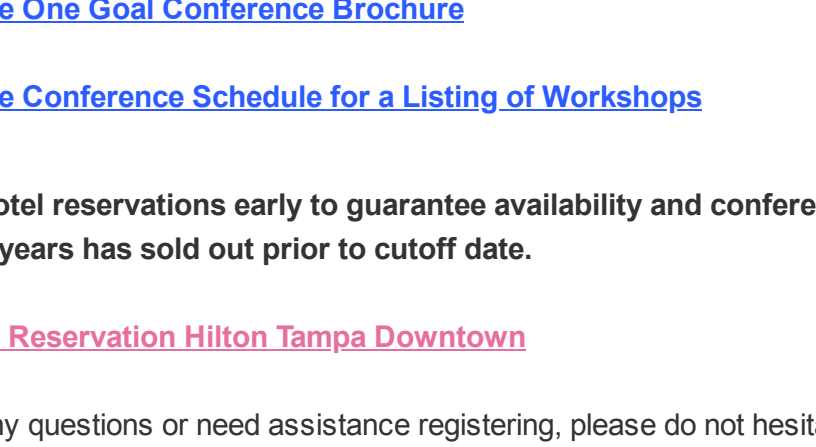 e One Goal Conference Brochure
e Conference Schedule for a Listing of Workshops
otel reservations early to guarantee availability and confere
years has sold out prior to cutoff date.
Reservation Hilton Tampa Downtown
ny questions or need assistance registering, please do not hesita